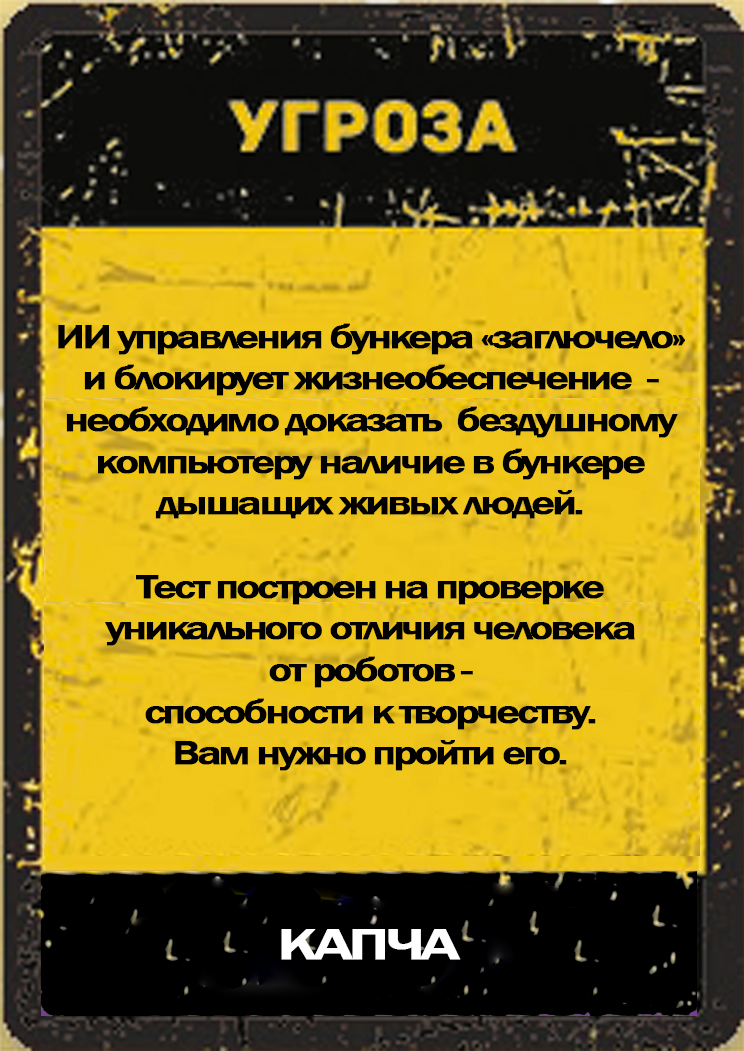 УГРОЗА
ИИ управления бункера «заглючело»
и блокирует жизнеобеспечение -
необходимо доказать бездушному
компьютеру наличие в бункере
дышащих живых людей.
Тест построен на проверке
уникального отличия человека
от роботов -
способности к творчеству.
Вам нужно пройти его.
КАПЧА